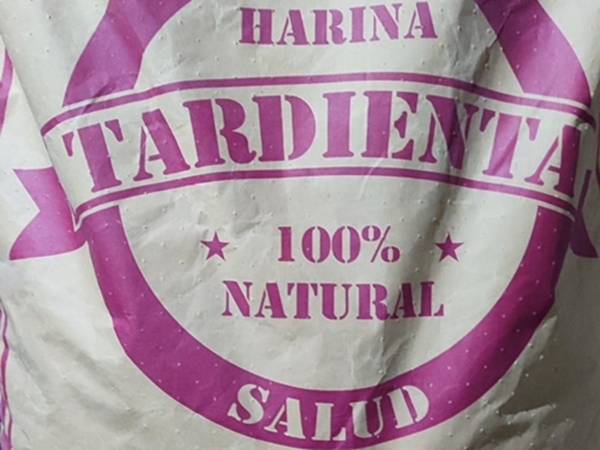 HARINA
TARDIENTA
100%
NATURAL
SALUD